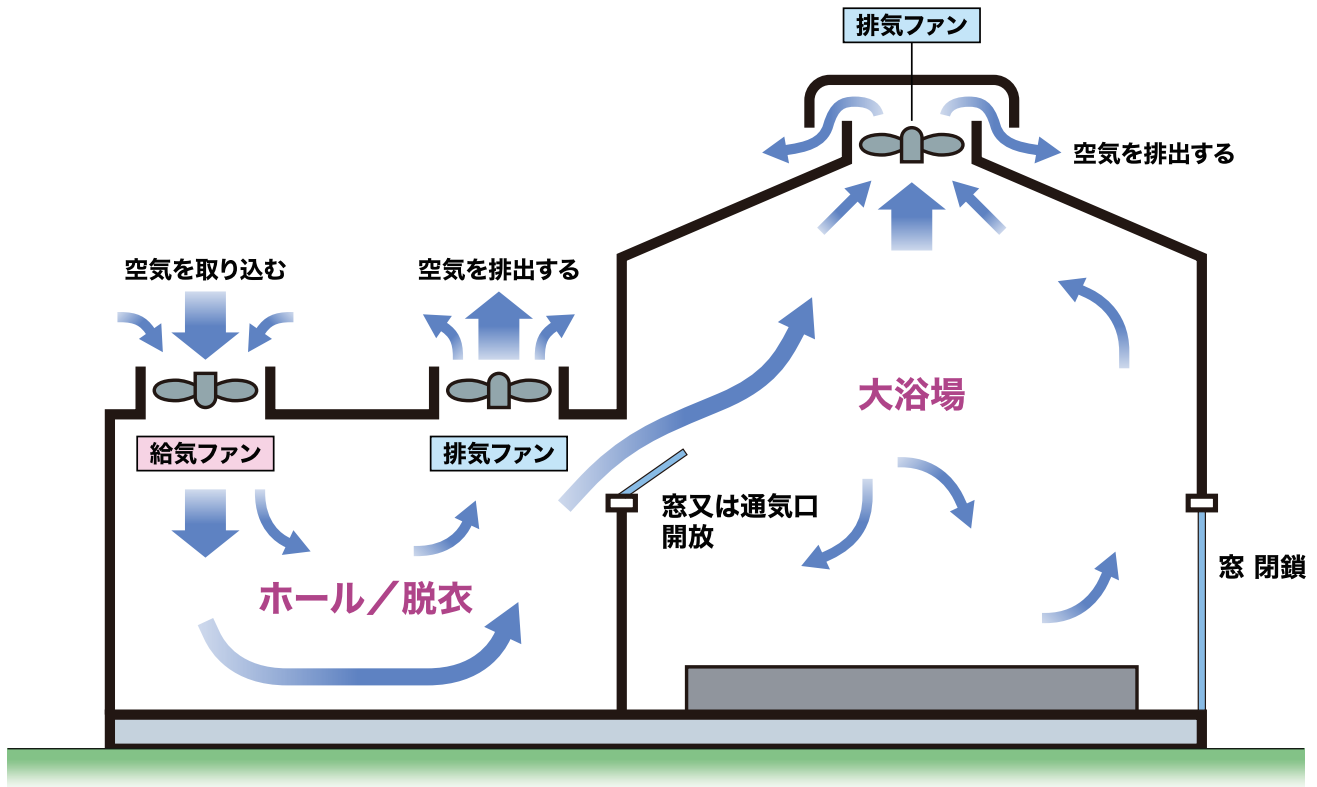 排気ファン
空気を排出する
空気を取り込む
空気を排出する
給気ファン
排気ファン
大浴場
窓又は通気口
開放
窓 閉鎖
ホール／脱衣